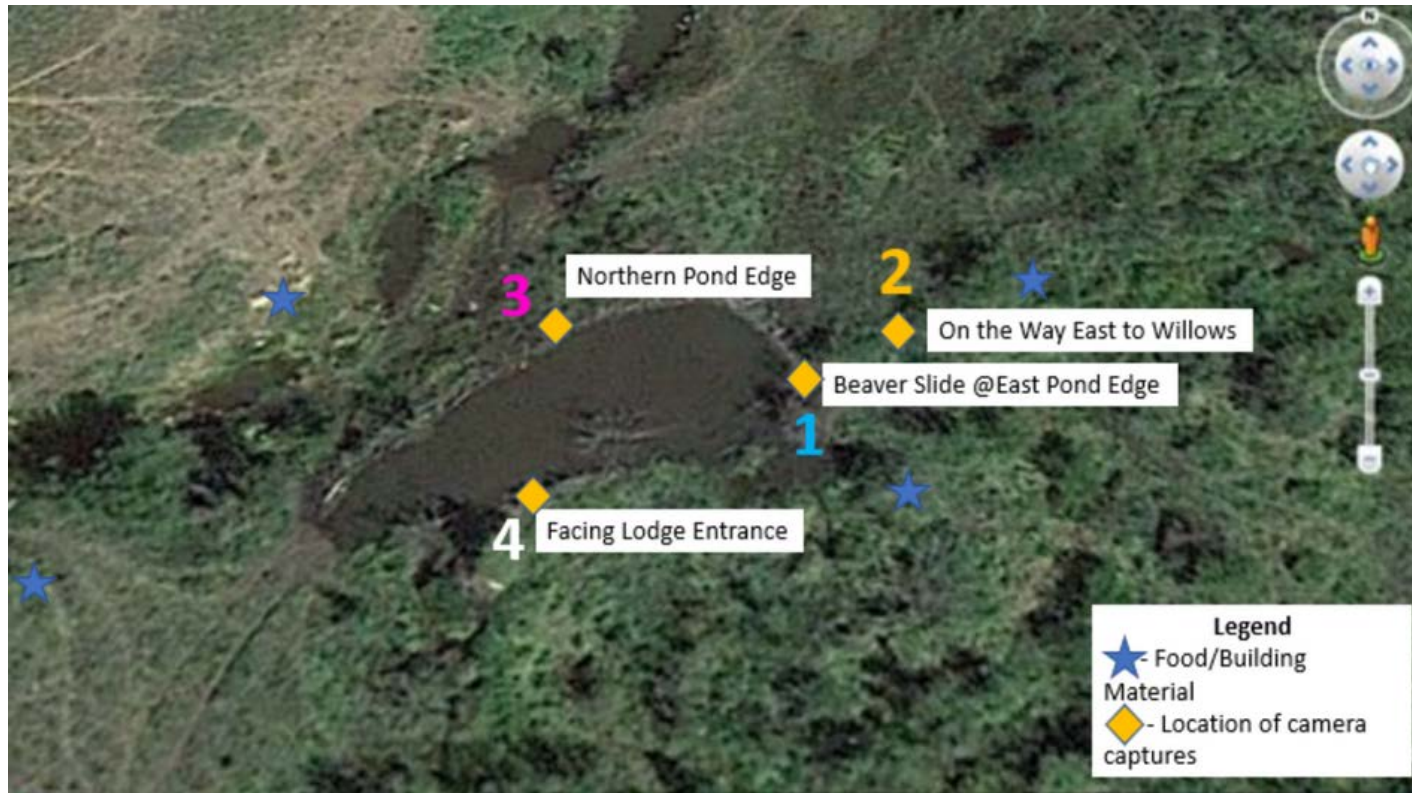 N
3
Northern Pond Edge
2
On the Way East to Willows
Beaver Slide @East Pond Edge
1
4
Facing Lodge Entrance
Legend
- Food/Building
Material
- Location of camera
captures